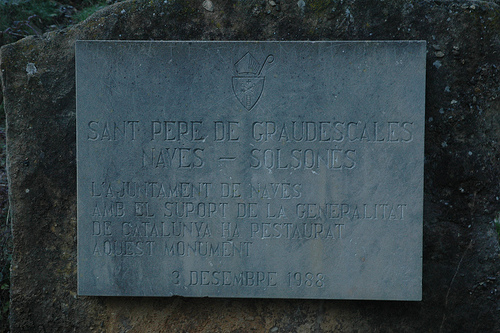 SANT PERE DE GRAUDESCALES
NAVES - SOLSONES
L'AJUNTAMENT DE NAVES
AMB EL SUPORT DE LA GENERALITAT
DE CATALUNYA HA RESTAURAT
AQUEST MONUMENT
3 DESEMBRE 1988